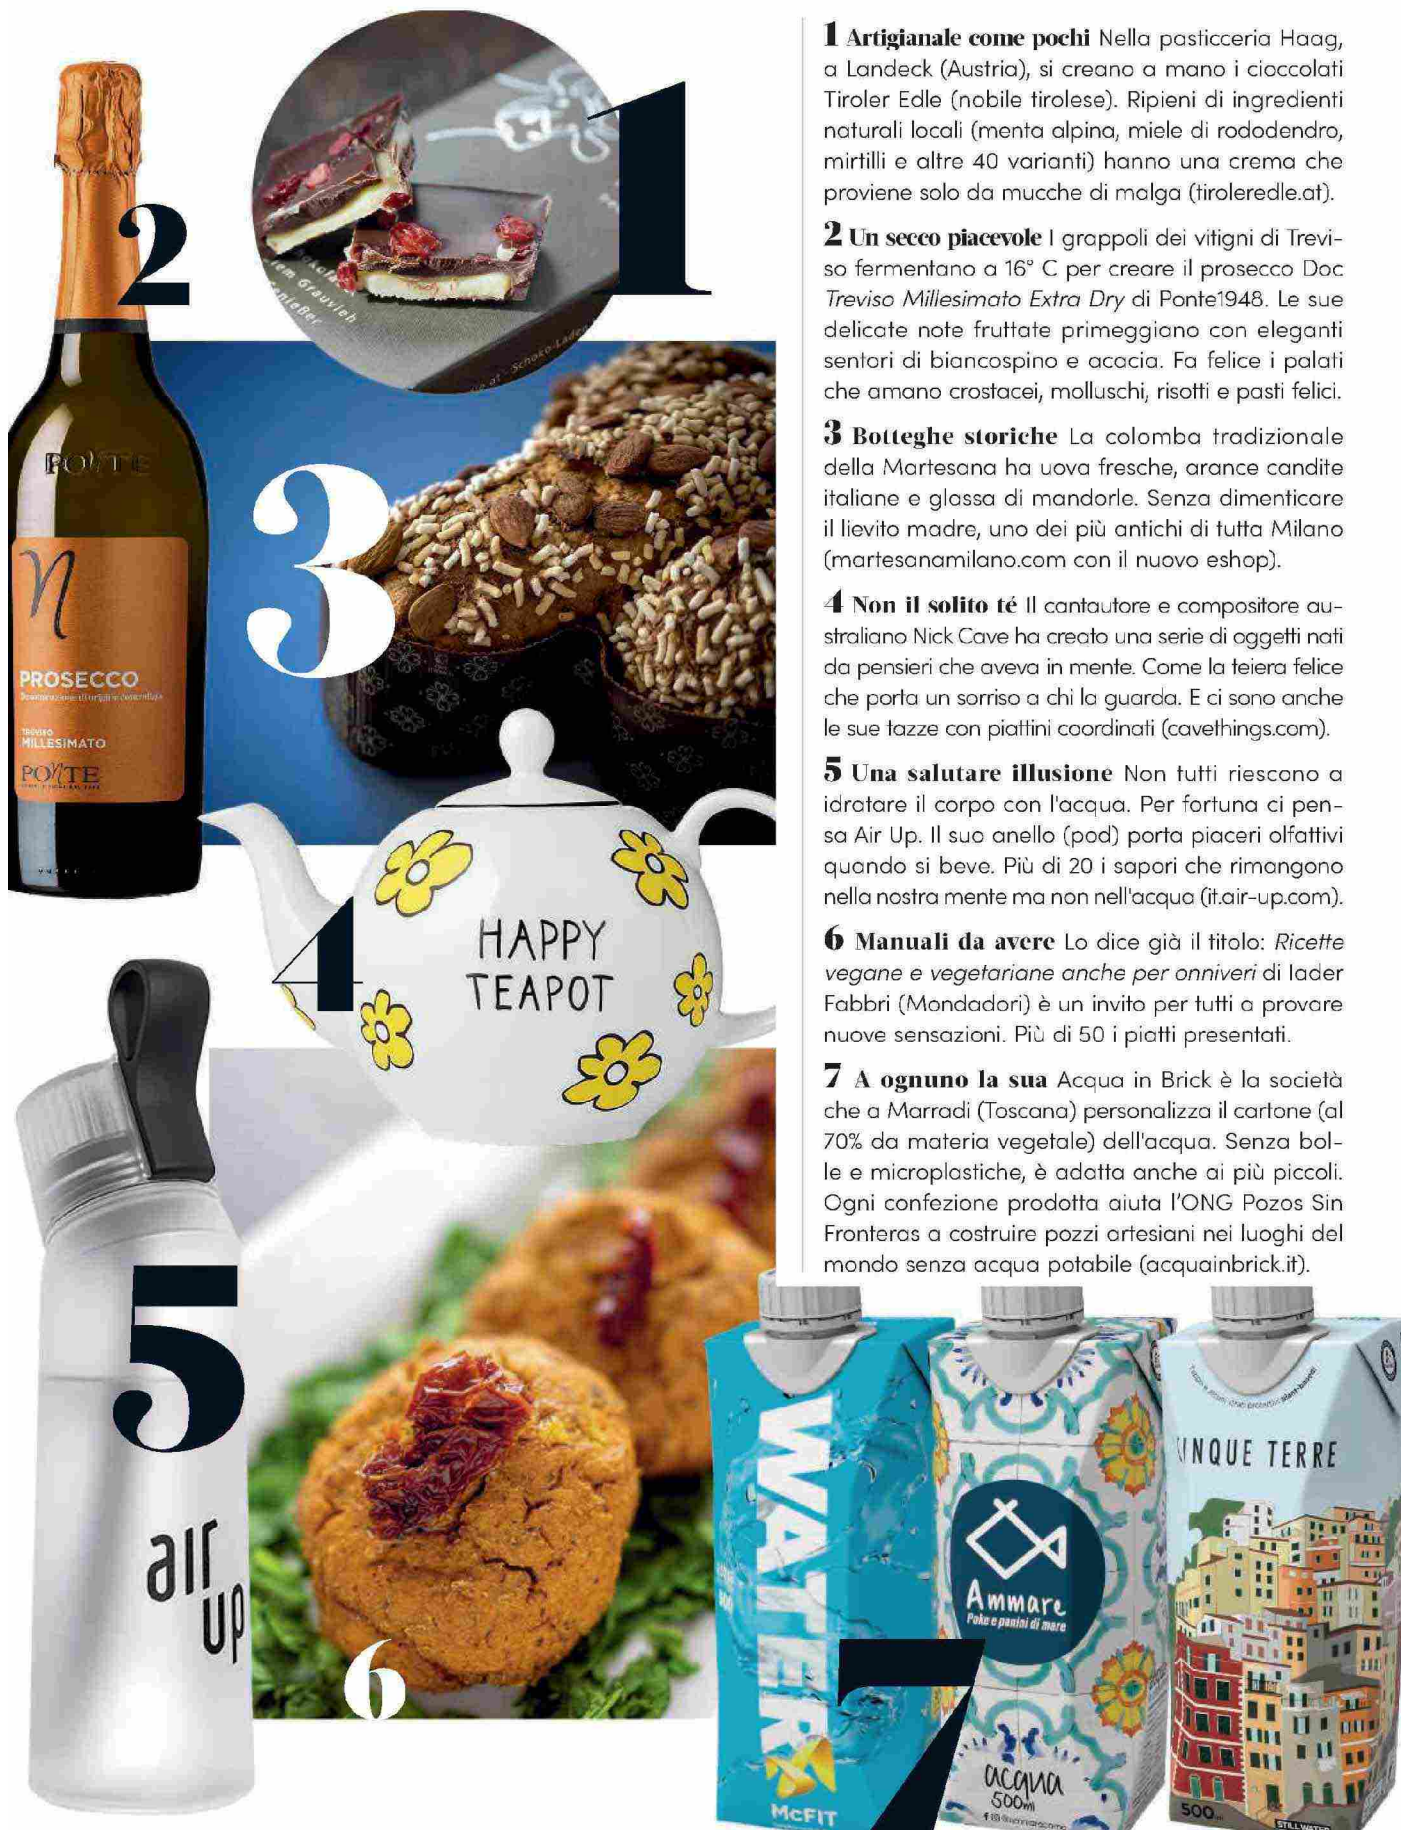 1 Artigianale come pochi Nella pasticceria Haag,
a Landeck (Austria), si creano a mano i cioccolati
Tiroler Edle (nobile tirolese). Ripieni di ingredienti
naturali locali (menta alpina, miele di rododendro,
mirtilli e altre 40 varianti) hanno una crema che
proviene solo da mucche di malga (tiroleredle.at).
2 Un secco piacevole I grappoli dei vitigni di Trevi-
so fermentano a 16° C per creare il prosecco Doc
Treviso Millesimato Extra Dry di Ponte1948. Le sue
delicate note fruttate primeggiano con eleganti
sentori di biancospino e acacia. Fa felice i palati
che amano crostacei, molluschi, risotti e pasti felici.
3 Botteghe storiche La colomba tradizionale
della Martesana ha uova fresche, arance candite
italiane e glassa di mandorle. Senza dimenticare
il lievito madre, uno dei più antichi di tutta Milano
(martesanamilano.com con il nuovo eshop).
4 Non il solito té Il cantautore e compositore au-
straliano Nick Cave ha creato una serie di oggetti nati
da pensieri che aveva in mente. Come la teiera felice
che porta un sorriso a chi la guarda. E ci sono anche
le sue tazze con piattini coordinati (cavethings.com).
5 Una salutare illusione Non tutti riescono a
idratare il corpo con l'acqua. Per fortuna ci pen-
sa Air Up. Il suo anello (pod) porta piaceri olfattivi
quando si beve. Più di 20 i sapori che rimangono
nella nostra mente ma non nell'acqua (it.air-up.com).
6 Manuali da avere Lo dice già il titolo: Ricette
vegane e vegetariane anche per onniveri di Iader
Fabbri (Mondadori) è un invito per tutti a provare
nuove sensazioni. Più di 50 i piatti presentati.
7 A ognuno la sua Acqua in Brick è la società
che a Marradi (Toscana) personalizza il cartone (al
70% da materia vegetale) dell'acqua. Senza bol-
le e microplastiche, è adatta anche ai più piccoli.
Ogni confezione prodotta aiuta l'ONG Pozos Sin
Fronteras a costruire pozzi artesiani nei luoghi del
mondo senza acqua potabile (acquainbrick.it).
1
2
em Grauvieh
enießer
at - Schoko-Laden
PONTE
n
PROSECCO
TREVISO
MILLESIMATO
PONTE
3
4
HAPPY
TEAPOT
5
air
up
6
7
WATER
McFIT
Ammare
Poke e panini di mare
acqua
500ml
CINQUE TERRE
500
STILL WATER